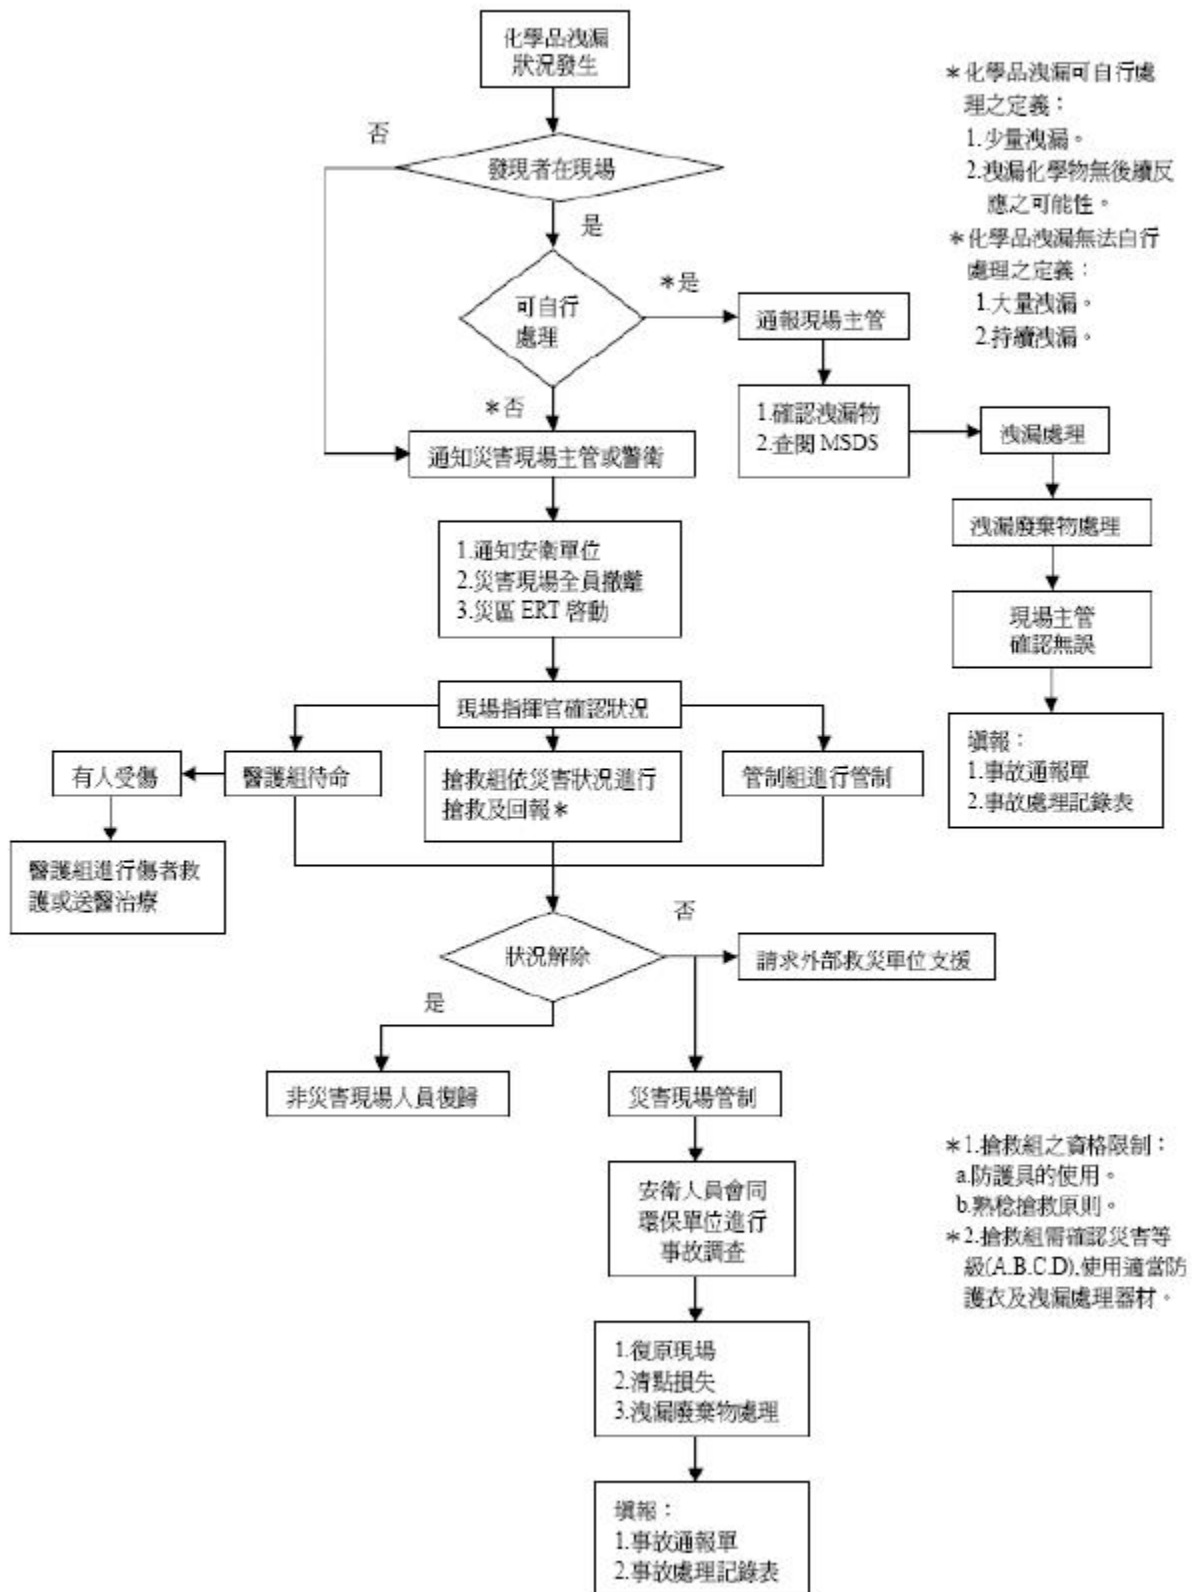 化學品洩漏
狀況發生
*化學品洩漏可自行處
理之定義：
1.少量洩漏。
2.洩漏化學物無後續反
應之可能性。
*化學品洩漏無法自行
處理之定義：
1.大量洩漏。
2.持續洩漏。
否
發現者在現場
是
可自行
處理
*是
通報現場主管
*否
1.確認洩漏物
2.查閱 MSDS
洩漏處理
通知災害現場主管或警衛
洩漏廢棄物處理
1.通知安衛單位
2.災害現場全員撤離
3.災區 ERT 啓動
現場主管
確認無誤
現場指揮官確認狀況
填報：
1.事故通報單
2.事故處理記錄表
有人受傷
醫護組待命
搶救組依災害狀況進行
搶救及回報*
管制組進行管制
醫護組進行傷者救
護或送醫治療
否
狀況解除
請求外部救災單位支援
是
非災害現場人員復歸
災害現場管制
*1.搶救組之資格限制：
a.防護具的使用。
b.熟稔搶救原則。
*2.搶救組需確認災害等
級(A.B.C.D),使用適當防
護衣及洩漏處理器材。
安衛人員會同
環保單位進行
事故調查
1.復原現場
2.清點損失
3.洩漏廢棄物處理
填報：
1.事故通報單
2.事故處理記錄表